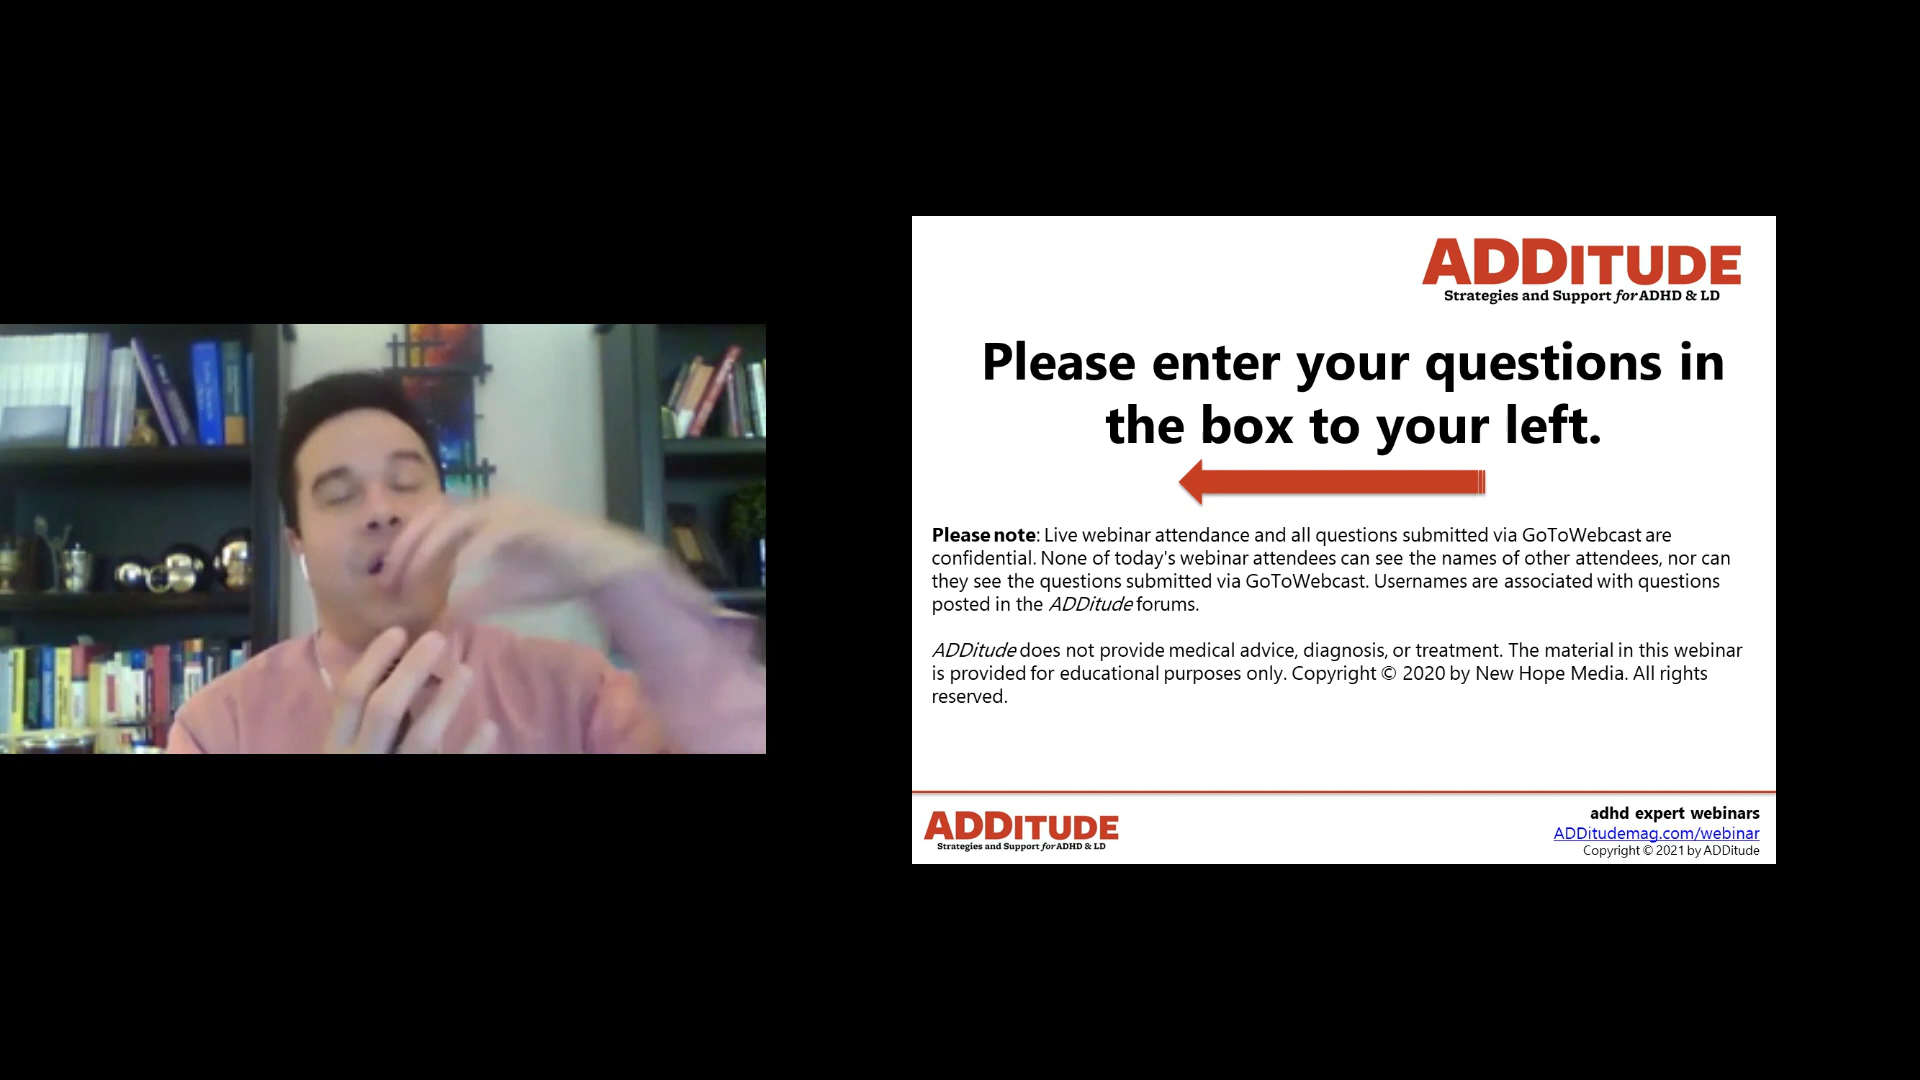 ADDITUDE
Strategies and Support for ADHD & LD
Please enter your questions in
the box to your left.
Please note: Live webinar attendance and all questions submitted via GoToWebcast are
confidential. None of today's webinar attendees can see the names of other attendees, nor can
they see the questions submitted via GoToWebcast. Usernames are associated with questions
posted in the ADDitude forums.
ADDitude does not provide medical advice, diagnosis, or treatment. The material in this webinar
is provided for educational purposes only. Copyright © 2020 by New Hope Media. All rights
reserved.
ADDITUDE
Strategies and Support for ADHD & LD
adhd expert webinars
ADDitudemag.com/webinar
Copyright © 2021 by ADDitude